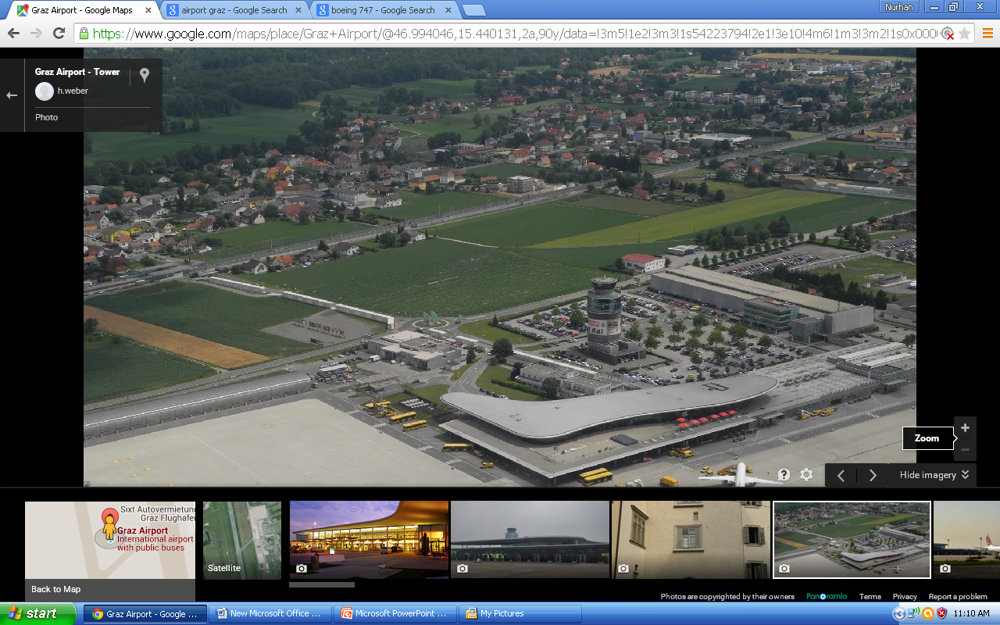 Graz Airport - Google Maps
airport graz - Google Search
boeing 747 - Google Search
Nurhan
https://www.google.com/maps/place/Graz+Airport/@46.994046,15.440131,2a,90y/data=!3m5!1e2!3m3!1s54223794!2e1!3e10!4m6!1m3!3m2!1s0x000
Graz Airport - Tower
h.weber
Photo
Zoom
Hide imagery
Sixt Autovermietung
Graz Flughafen
Graz Airport
International airport
with public buses
Back to Map
Satellite
Photos are copyrighted by their owners
Panoramio
Terms
Privacy
Report a problem
start
Graz Airport - Google ...
New Microsoft Office ...
Microsoft PowerPoint ...
My Pictures
11:10 AM